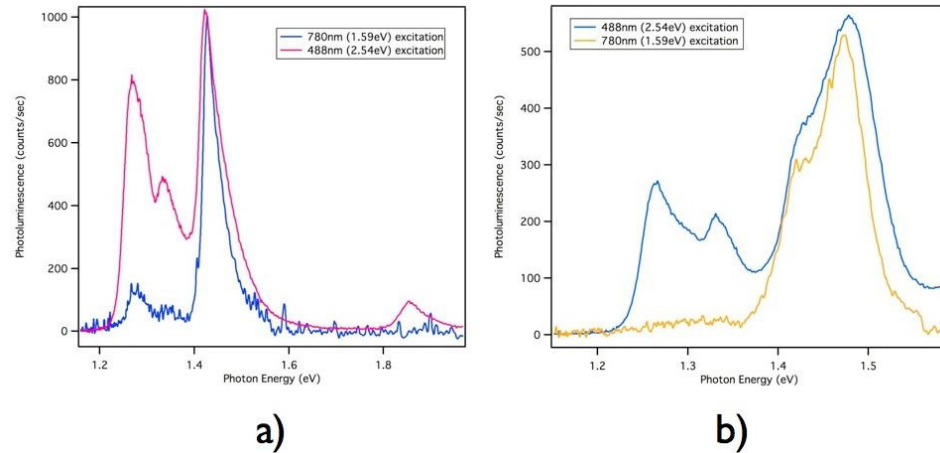 780nm (1.59eV) excitation
488nm (2.54eV) excitation
1000
800
600
400
200
0
Photoluminescence (counts/sec)
1.2 1.4 1.6 1.8
Photon Energy (eV)
a)
488nm (2.54eV) excitation
780nm (1.59eV) excitation
500
400
300
200
100
0
Photoluminescence (counts/sec)
1.2 1.3 1.4 1.5
Photon Energy (eV)
b)